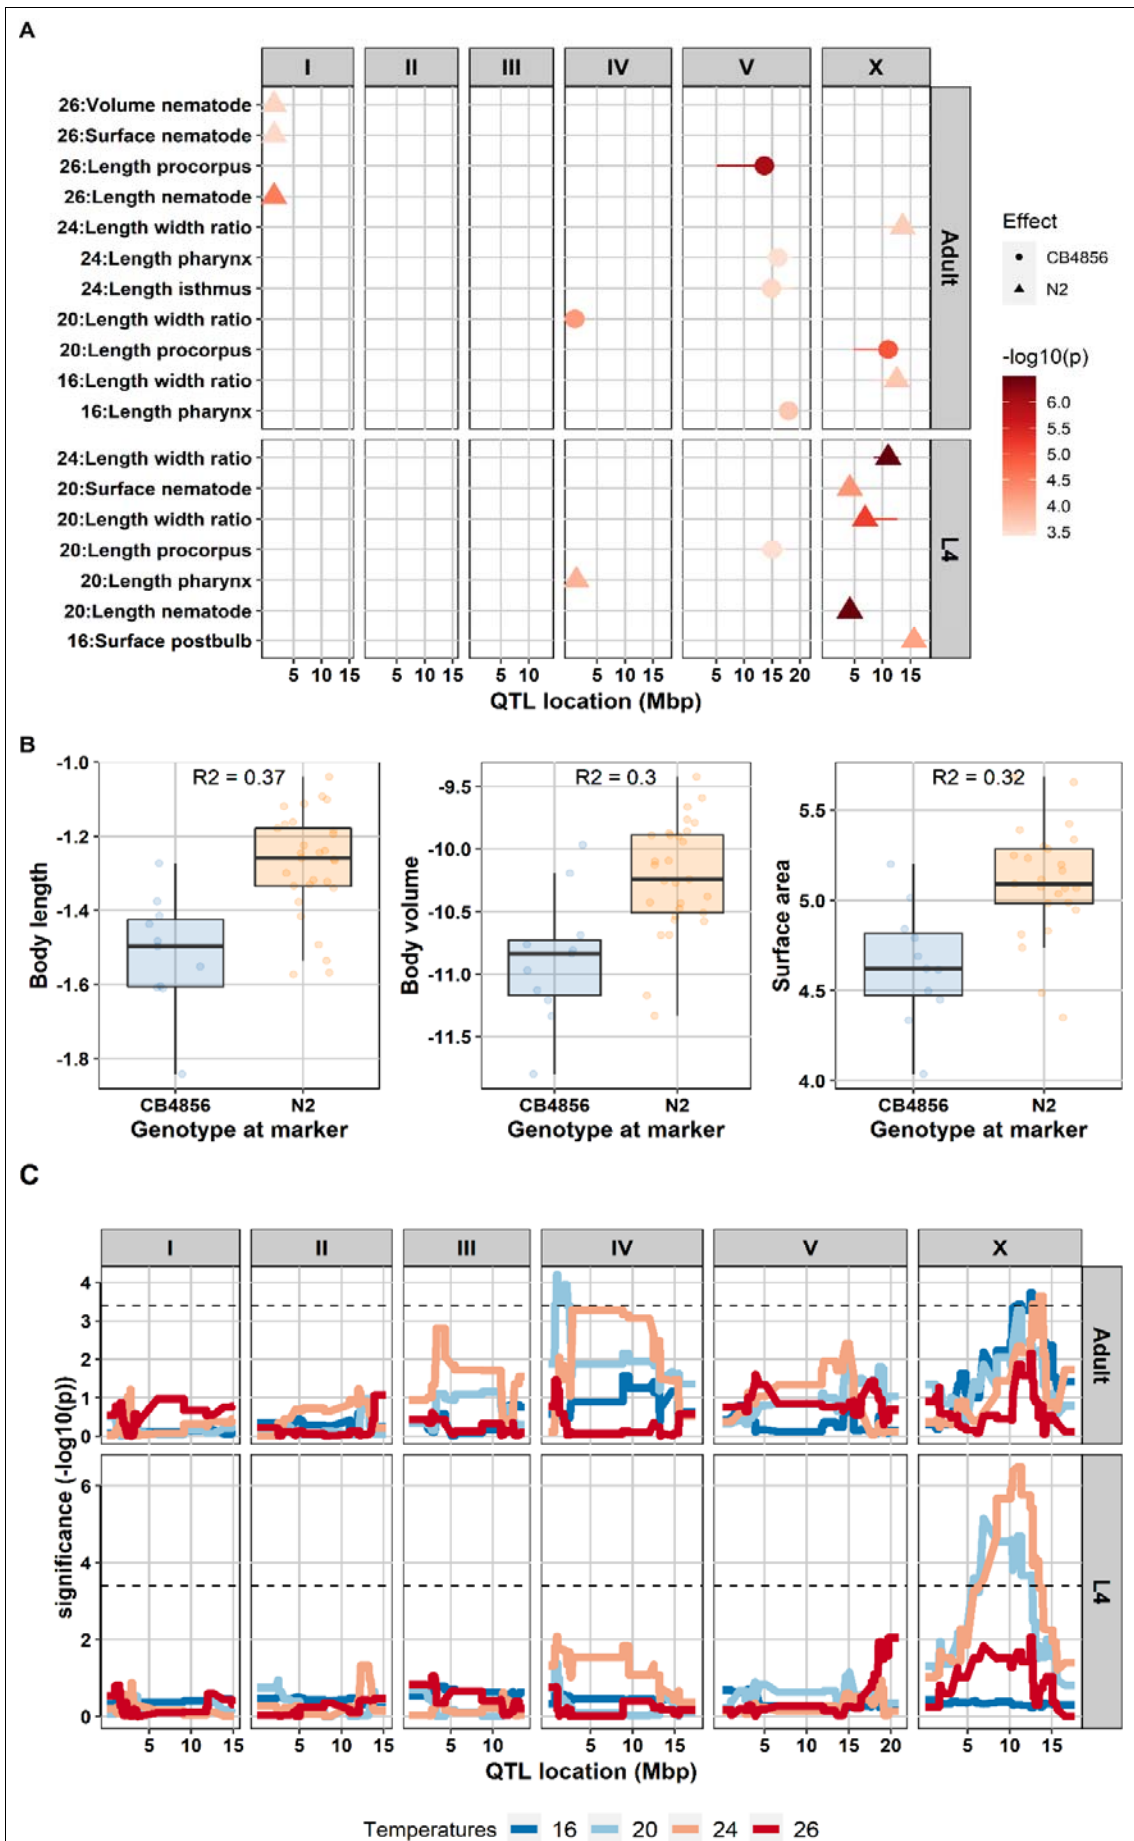 A
I II III IV V X
26:Volume nematode
26:Surface nematode
26:Length procorpus
26:Length nematode
24:Length width ratio
24:Length pharynx
24:Length isthmus
20:Length width ratio
20:Length procorpus
16:Length width ratio
16:Length pharynx
Adult
24:Length width ratio
20:Surface nematode
20:Length width ratio
20:Length procorpus
20:Length pharynx
20:Length nematode
16:Surface postbulb
L4
5 10 15 5 10 15 5 10 5 10 15 5 10 15 20 5 10 15
QTL location (Mbp)
Effect
CB4856
N2
-log10(p)
6.0
5.5
5.0
4.5
4.0
3.5
B
Body length
-1.0
-1.2
-1.4
-1.6
-1.8
R2 = 0.37
CB4856 N2
Genotype at marker
Body volume
-9.5
-10.0
-10.5
-11.0
-11.5
R2 = 0.3
CB4856 N2
Genotype at marker
Surface area
5.5
5.0
4.5
4.0
R2 = 0.32
CB4856 N2
Genotype at marker
C
I II III IV V X
significance (-log10(p))
4
3
2
1
0
Adult
6
4
2
0
L4
5 10 15 5 10 15 5 10 5 10 15 5 10 15 20 5 10 15
QTL location (Mbp)
Temperatures 16 20 24 26